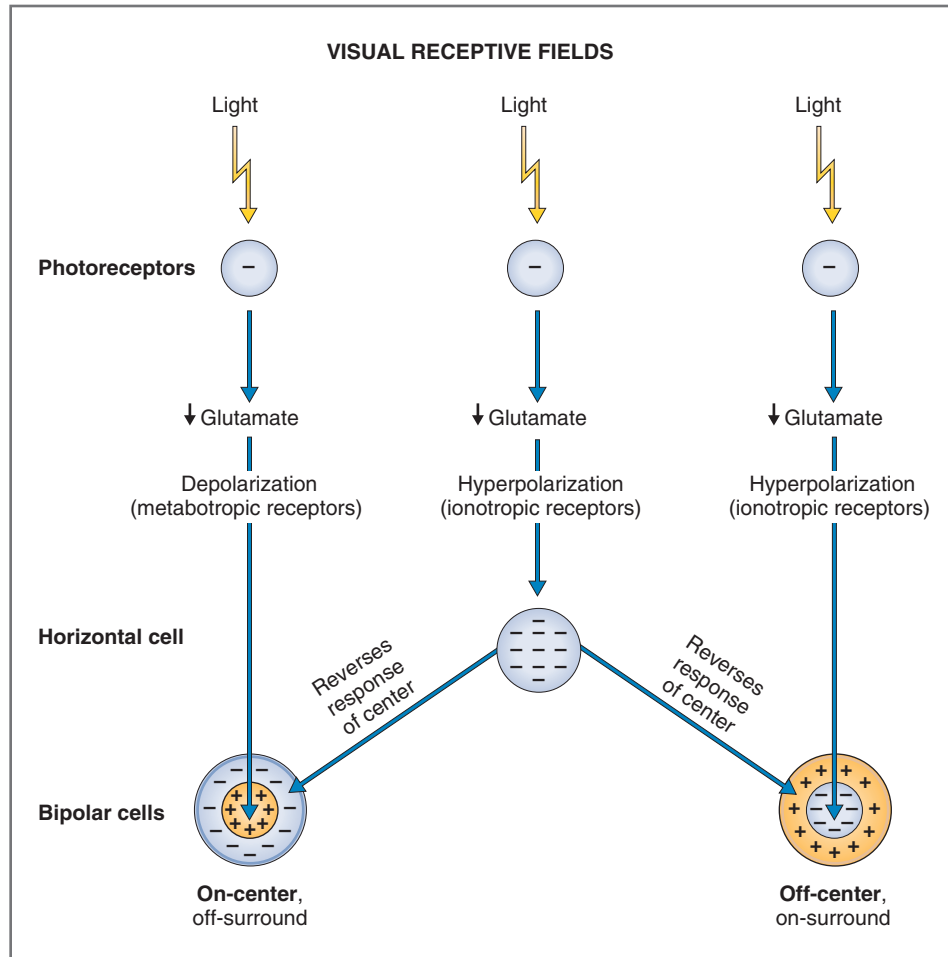 VISUAL RECEPTIVE FIELDS
Light
Light
Light
Photoreceptors
−
−
−
↓ Glutamate
↓ Glutamate
↓ Glutamate
Depolarization
(metabotropic receptors)
Hyperpolarization
(ionotropic receptors)
Hyperpolarization
(ionotropic receptors)
Horizontal cell
Reverses
response
of center
Reverses
response
of center
Bipolar cells
On-center,
off-surround
Off-center,
on-surround